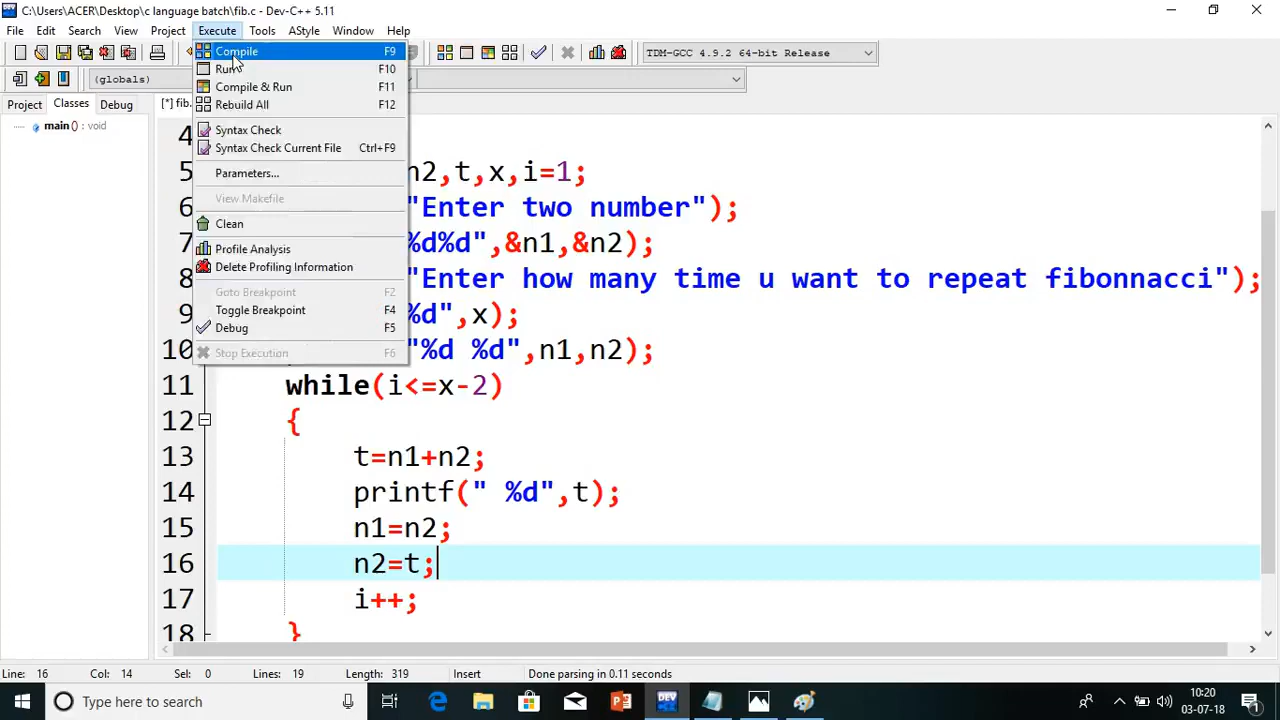 C:\Users\ACER\Desktop\c language batch\fib.c - Dev-C++ 5.11
File Edit Search View Project Execute Tools AStyle Window Help
TDM-GCC 4.9.2 64-bit Release
(globals)
Project Classes Debug
[*] fib.
main () : void
Compile F9
Run F10
Compile & Run F11
Rebuild All F12
Syntax Check
Syntax Check Current File Ctrl+F9
Parameters...
View Makefile
Clean
Profile Analysis
Delete Profiling Information
Goto Breakpoint F2
Toggle Breakpoint F4
Debug F5
Stop Execution F6
4
5 n2,t,x,i=1;
6 "Enter two number");
7 %d%d",&n1,&n2);
8 "Enter how many time u want to repeat fibonnacci");
9 %d",x);
10 "%d %d",n1,n2);
11 while(i<=x-2)
12 {
13 t=n1+n2;
14 printf(" %d",t);
15 n1=n2;
16 n2=t;
17 i++;
18 }
Line: 16 Col: 14 Sel: 0 Lines: 19 Length: 319 Insert Done parsing in 0.11 seconds
Type here to search
DEV
10:20
03-07-18
1